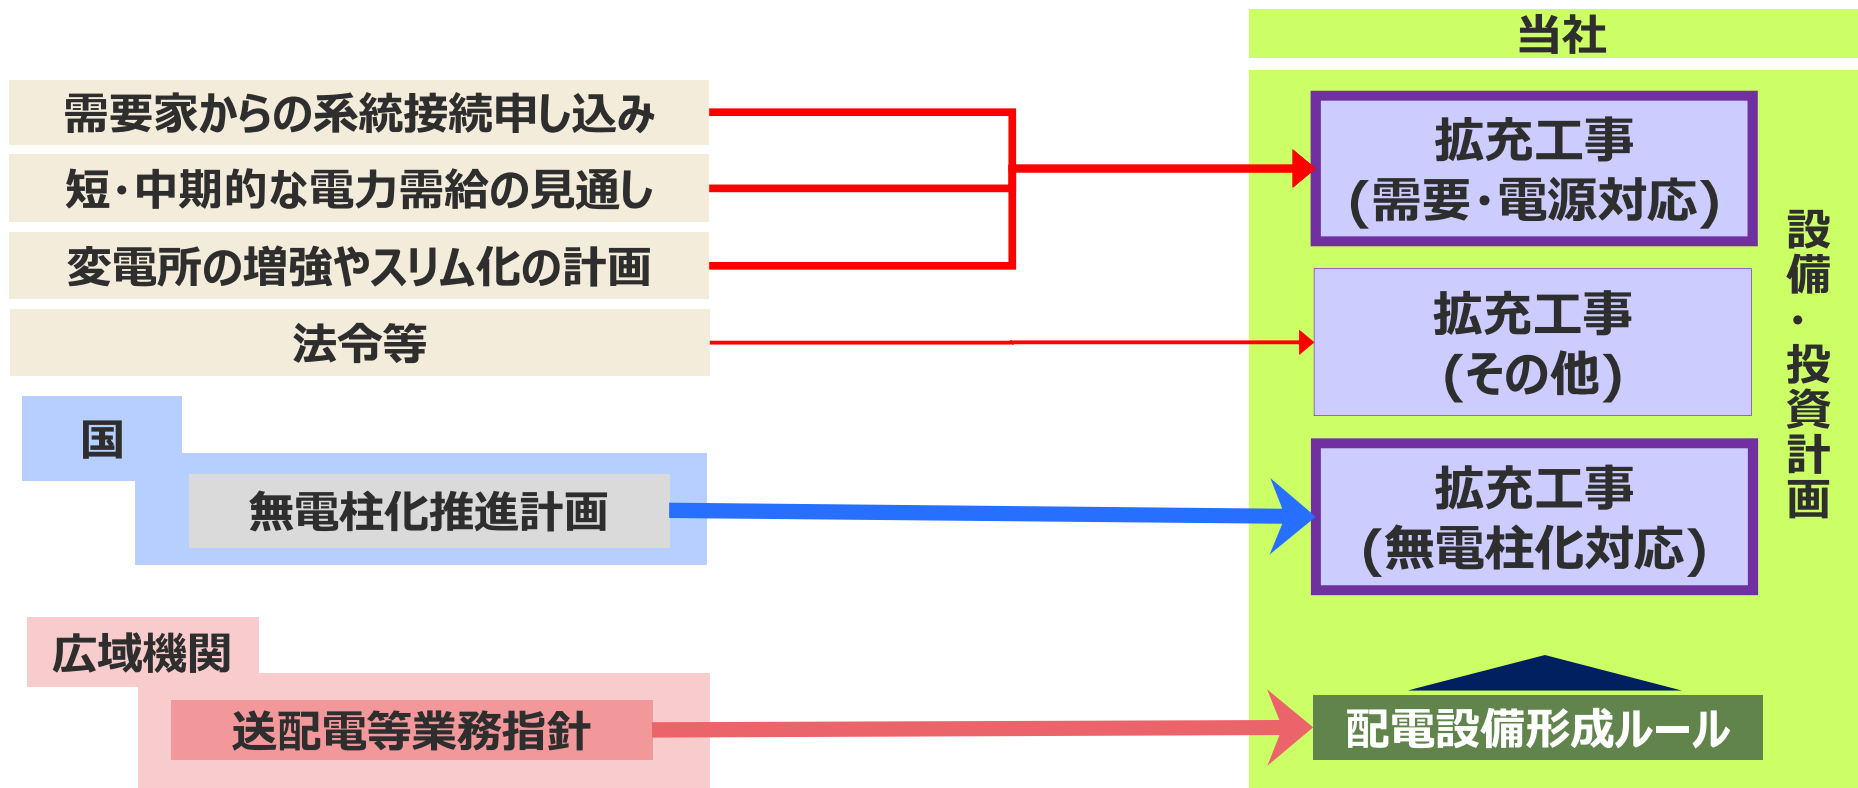 当社
需要家からの系統接続申し込み
短・中期的な電力需給の見通し
変電所の増強やスリム化の計画
法令等
国
無電柱化推進計画
広域機関
送配電等業務指針
拡充工事
(需要・電源対応)
拡充工事
(その他)
拡充工事
(無電柱化対応)
設備・投資計画
配電設備形成ルール